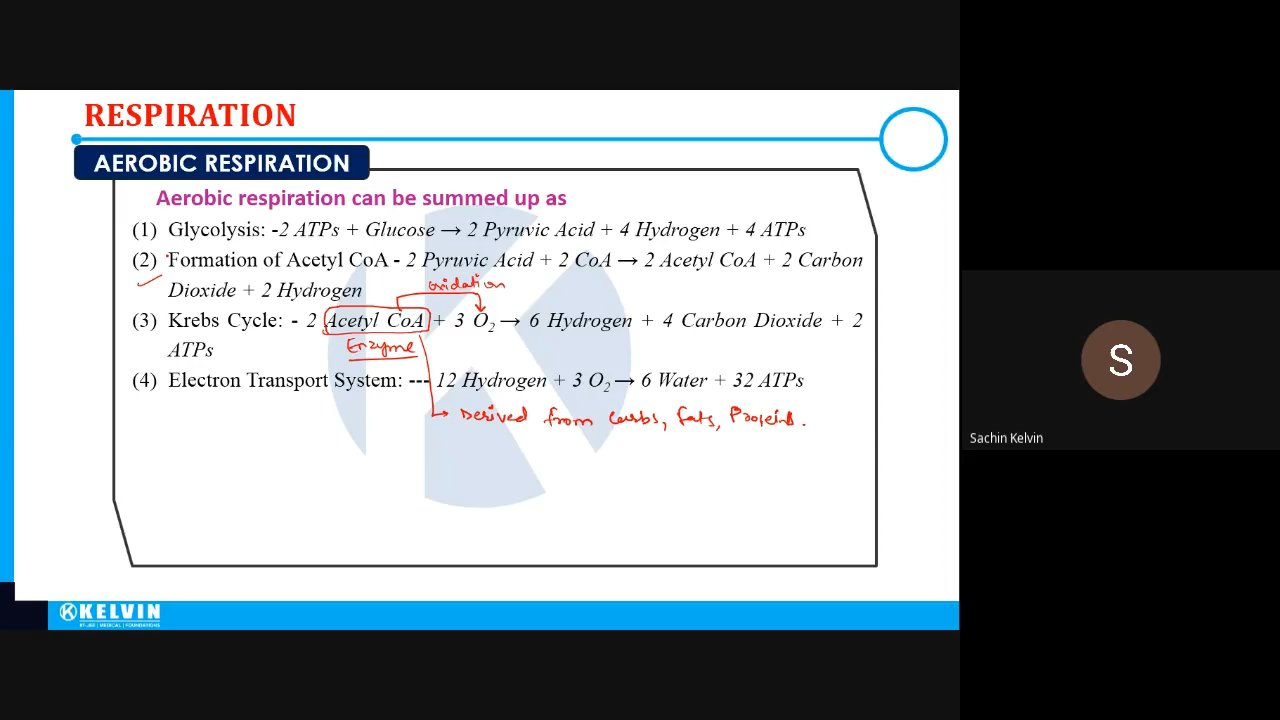 RESPIRATION
AEROBIC RESPIRATION
Aerobic respiration can be summed up as
(1) Glycolysis: -2 ATPs + Glucose → 2 Pyruvic Acid + 4 Hydrogen + 4 ATPs
(2) Formation of Acetyl CoA - 2 Pyruvic Acid + 2 CoA → 2 Acetyl CoA + 2 Carbon
oxidation
Dioxide + 2 Hydrogen
(3) Krebs Cycle: - 2 Acetyl CoA + 3 O₂ → 6 Hydrogen + 4 Carbon Dioxide + 2
Enzyme
ATPs
(4) Electron Transport System: --- 12 Hydrogen + 3 O₂ → 6 Water + 32 ATPs
→ Derived from Carbs, Fats, Proteins.
S
Sachin Kelvin
KELVIN
IIT-JEE | MEDICAL | FOUNDATIONS